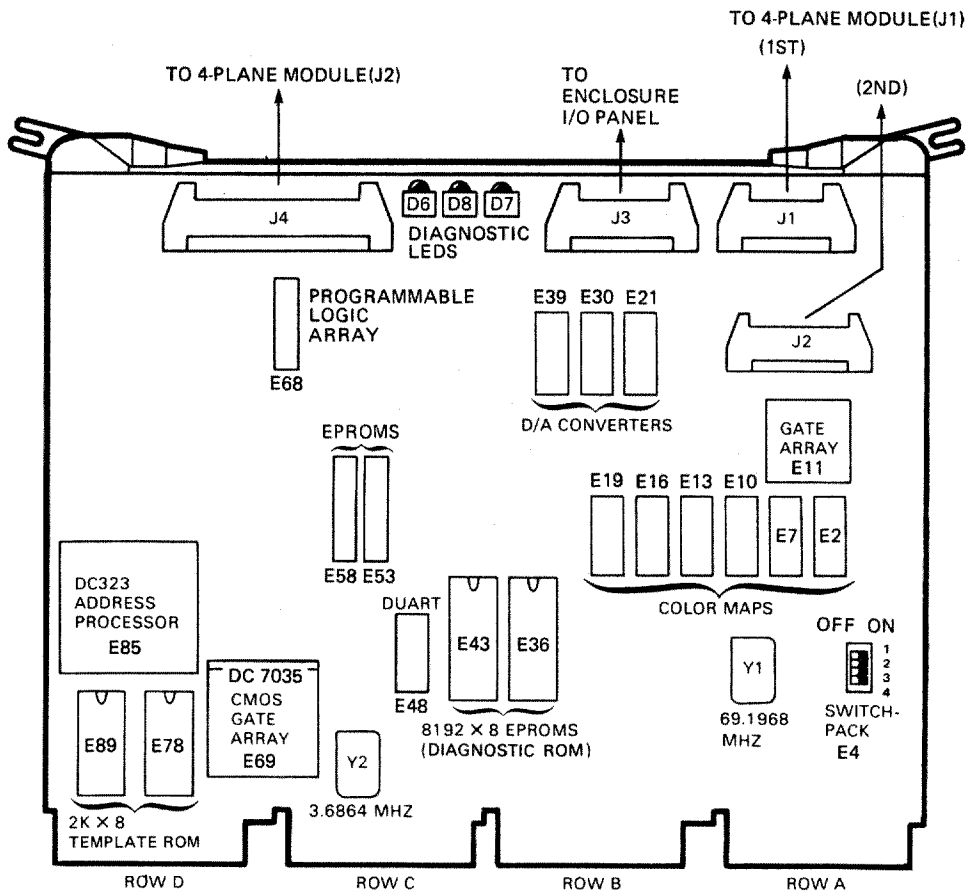 TO 4-PLANE MODULE(J1)
(1ST)
TO 4-PLANE MODULE(J2)
TO
ENCLOSURE
I/O PANEL
(2ND)
J4
D6 D8 D7
DIAGNOSTIC
LEDS
J3
J1
PROGRAMMABLE
LOGIC
ARRAY
E68
E39 E30 E21
D/A CONVERTERS
J2
GATE
ARRAY
E11
EPROMS
E58 E53
E19 E16 E13 E10 E7 E2
COLOR MAPS
DC323
ADDRESS
PROCESSOR
E85
DUART
E48
E43 E36
8192 × 8 EPROMS
(DIAGNOSTIC ROM)
OFF ON
1
2
3
4
SWITCH-
PACK
E4
Y1
69.1968
MHZ
DC 7035
CMOS
GATE
ARRAY
E69
E89 E78
2K × 8
TEMPLATE ROM
Y2
3.6864 MHZ
ROW D ROW C ROW B ROW A